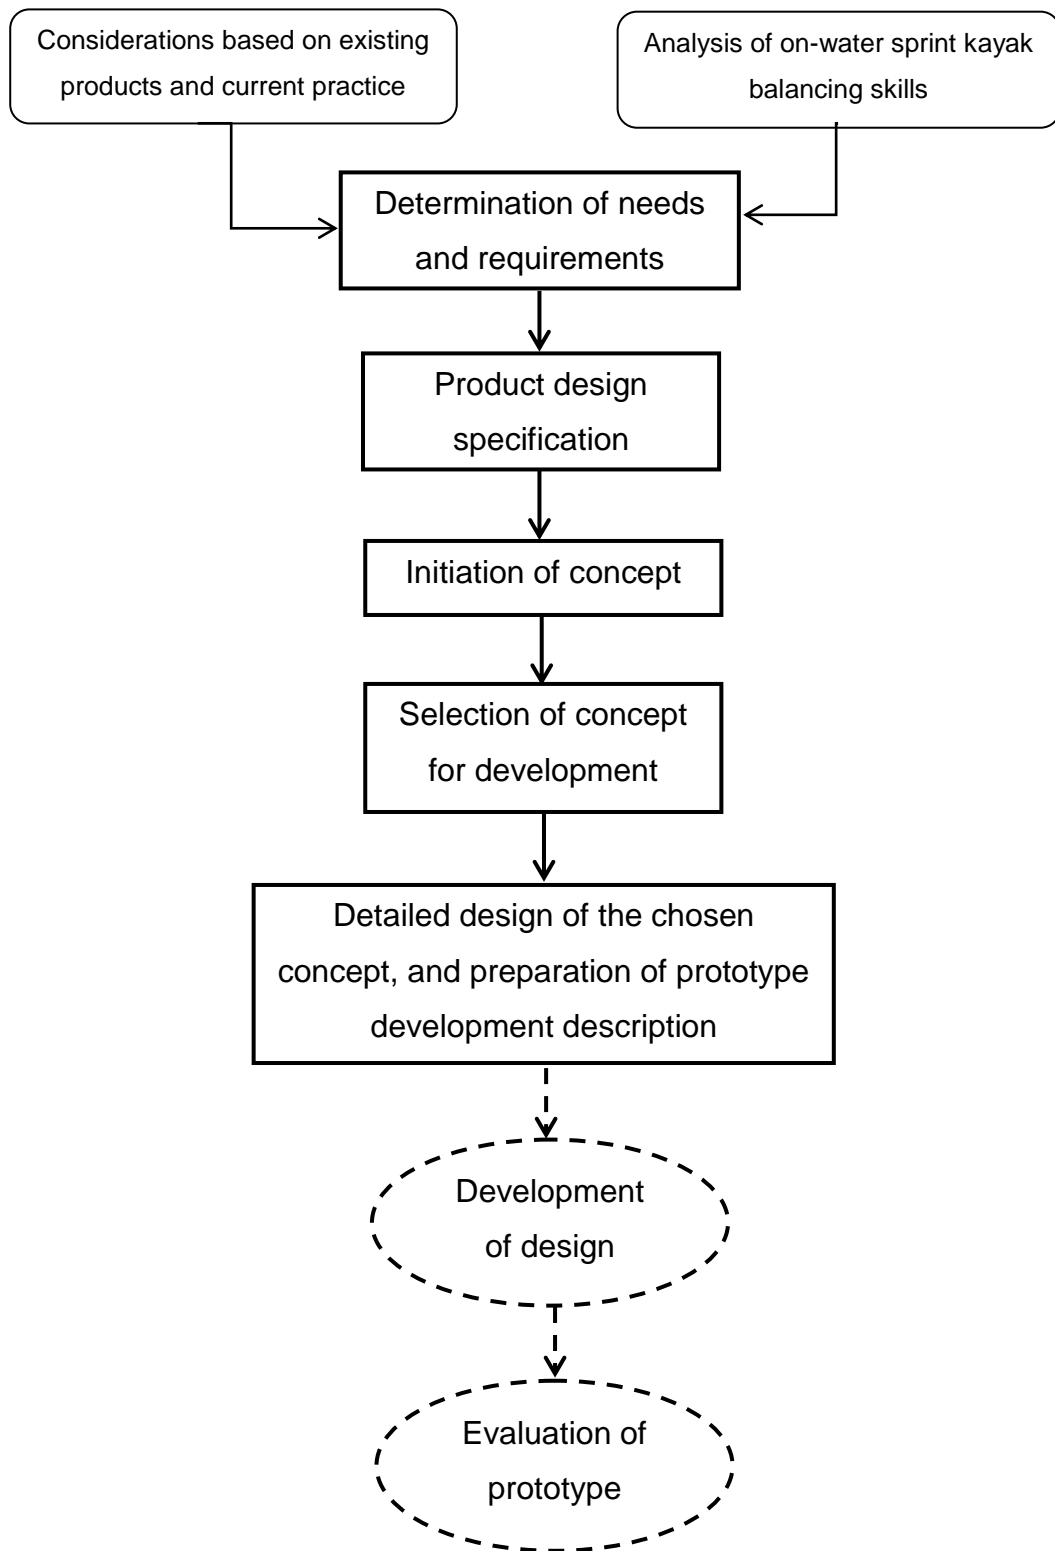 Considerations based on existing
products and current practice
Analysis of on-water sprint kayak
balancing skills
Determination of needs
and requirements
Product design
specification
Initiation of concept
Selection of concept
for development
Detailed design of the chosen
concept, and preparation of prototype
development description
Development
of design
Evaluation of
prototype